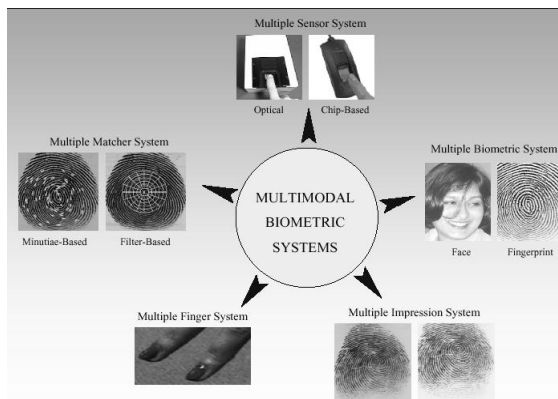 Multiple Sensor System
Optical Chip-Based
Multiple Matcher System
Minutiae-Based Filter-Based
MULTIMODAL
BIOMETRIC
SYSTEMS
Multiple Biometric System
Face Fingerprint
Multiple Finger System
Multiple Impression System